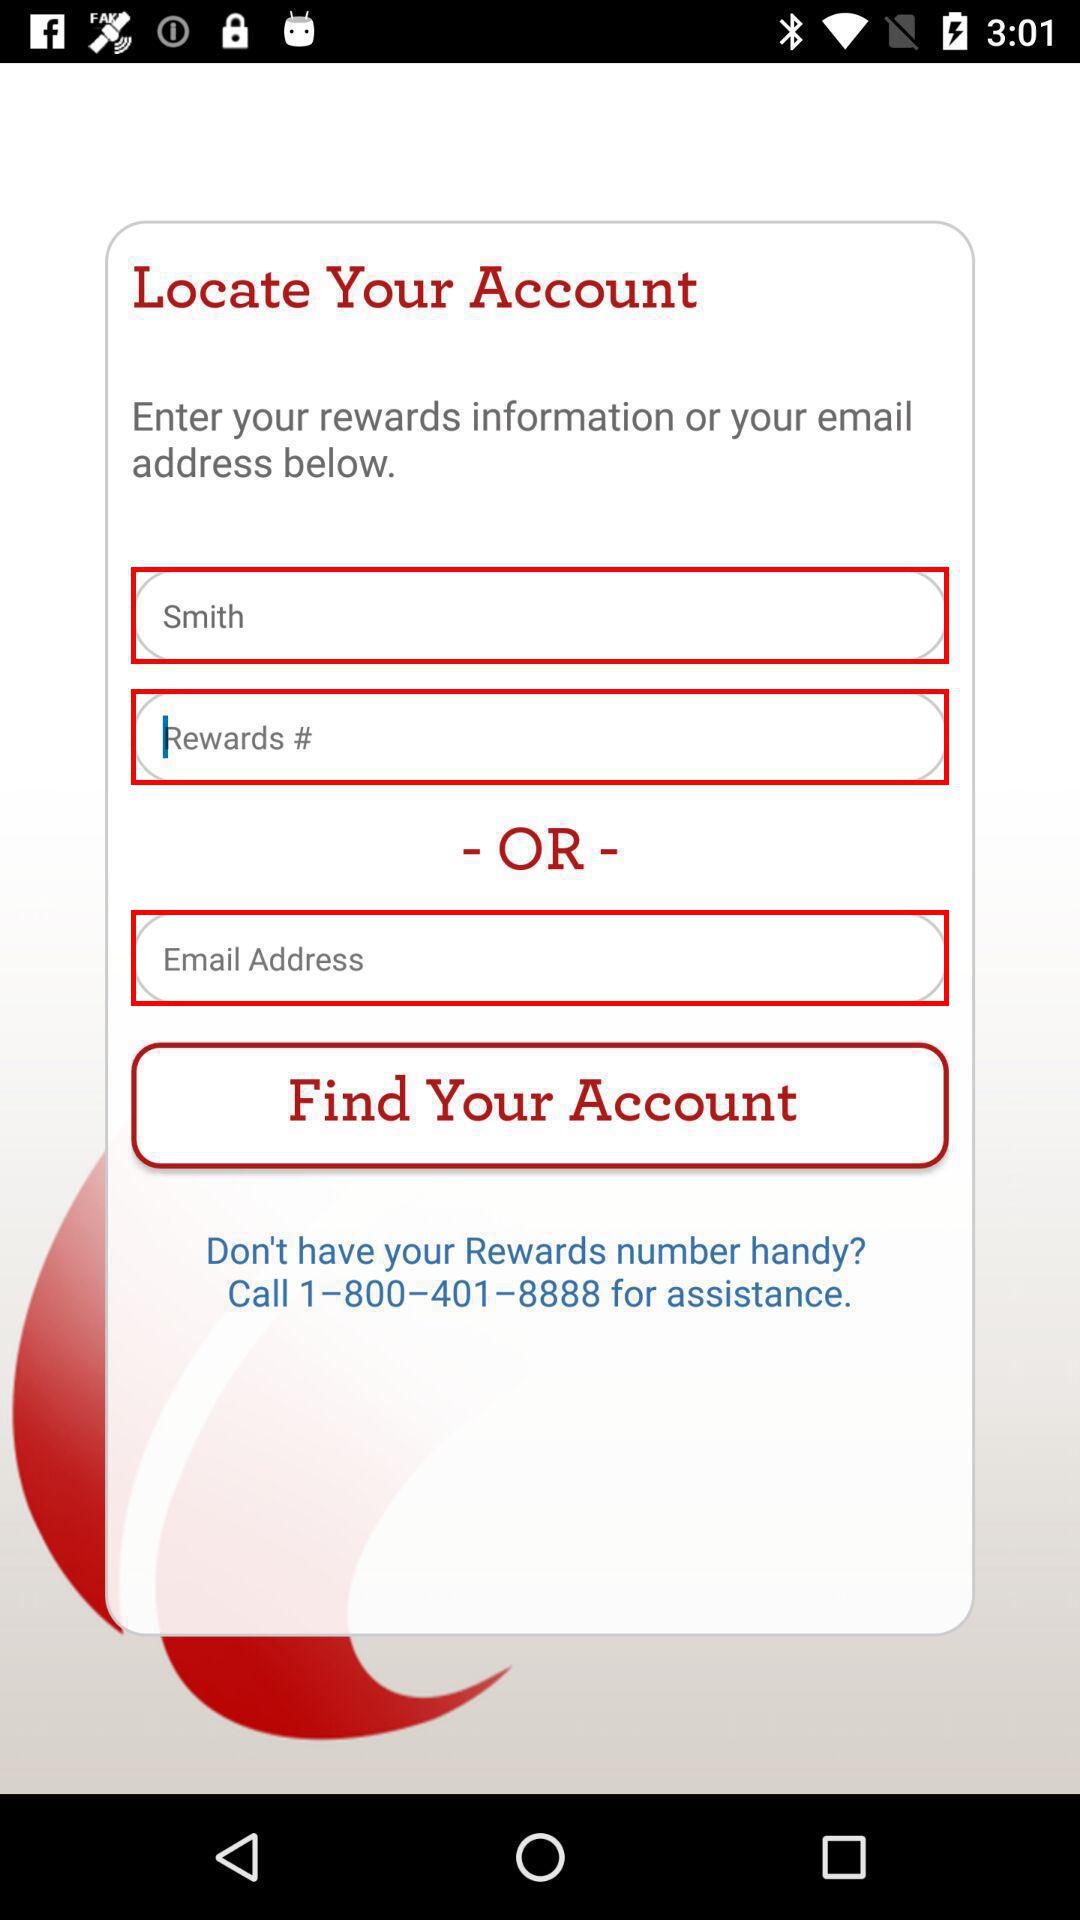 FAK
3:01
Locate Your Account
Enter your rewards information or your email
address below.
Smith
Rewards #
- OR -
Email Address
Find Your Account
Don't have your Rewards number handy?
Call 1–800–401–8888 for assistance.